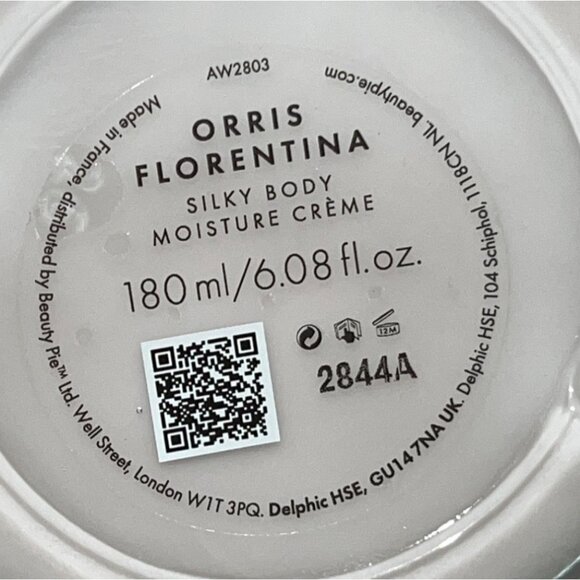 AW2803
ORRIS
FLORENTINA
SILKY BODY
MOISTURE CRÈME
180 ml/6.08 fl.oz.
12M
2844A
Made in France, distributed by Beauty Pie™ Ltd. Well Street, London W1T 3PQ. Delphic HSE, GU14 7NA UK. Delphic HSE, 104 Schiphol, 1118CN NL. beautypie.com